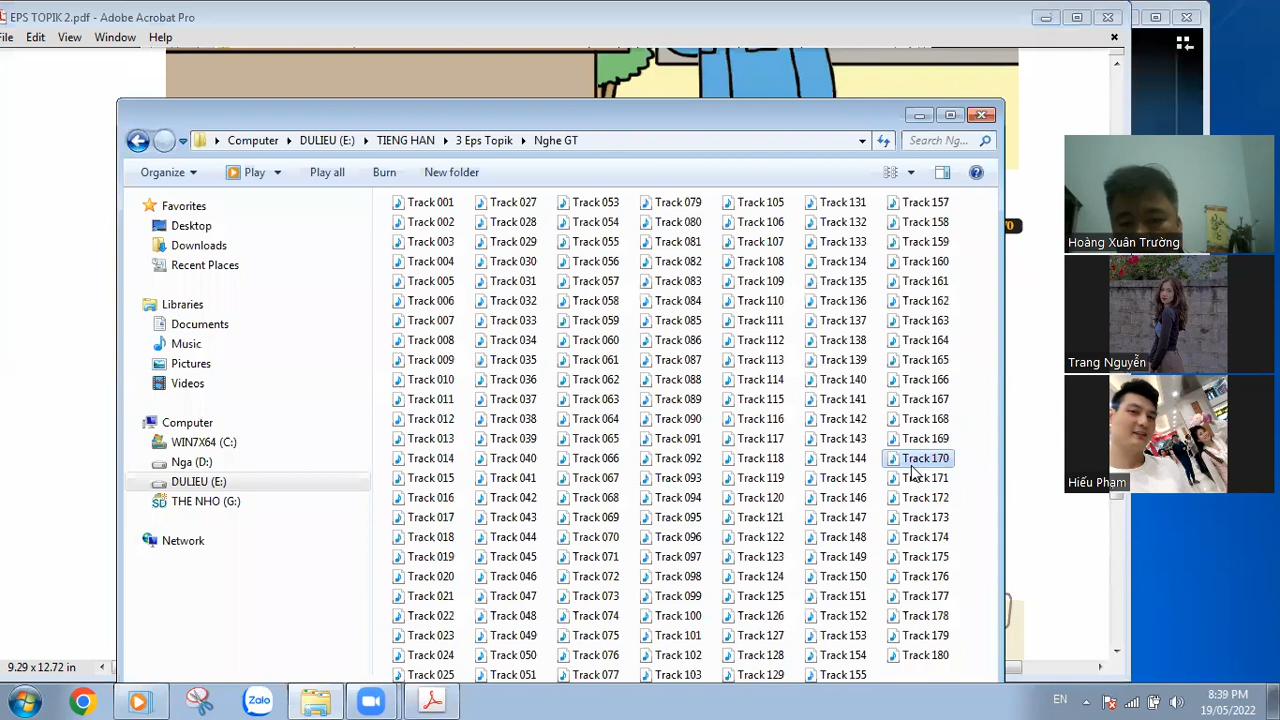 EPS TOPIK 2.pdf - Adobe Acrobat Pro
File Edit View Window Help
Computer DULIEU (E:) TIENG HAN 3 Eps Topik Nghe GT Search Ng...
Organize Play Play all Burn New folder
Favorites
Desktop
Downloads
Recent Places
Libraries
Documents
Music
Pictures
Videos
Computer
WIN7X64 (C:)
Nga (D:)
DULIEU (E:)
THE NHO (G:)
Network
Track 001 Track 027 Track 053 Track 079 Track 105 Track 131 Track 157
Track 002 Track 028 Track 054 Track 080 Track 106 Track 132 Track 158
Track 003 Track 029 Track 055 Track 081 Track 107 Track 133 Track 159
Track 004 Track 030 Track 056 Track 082 Track 108 Track 134 Track 160
Track 005 Track 031 Track 057 Track 083 Track 109 Track 135 Track 161
Track 006 Track 032 Track 058 Track 084 Track 110 Track 136 Track 162
Track 007 Track 033 Track 059 Track 085 Track 111 Track 137 Track 163
Track 008 Track 034 Track 060 Track 086 Track 112 Track 138 Track 164
Track 009 Track 035 Track 061 Track 087 Track 113 Track 139 Track 165
Track 010 Track 036 Track 062 Track 088 Track 114 Track 140 Track 166
Track 011 Track 037 Track 063 Track 089 Track 115 Track 141 Track 167
Track 012 Track 038 Track 064 Track 090 Track 116 Track 142 Track 168
Track 013 Track 039 Track 065 Track 091 Track 117 Track 143 Track 169
Track 014 Track 040 Track 066 Track 092 Track 118 Track 144 Track 170
Track 015 Track 041 Track 067 Track 093 Track 119 Track 145 Track 171
Track 016 Track 042 Track 068 Track 094 Track 120 Track 146 Track 172
Track 017 Track 043 Track 069 Track 095 Track 121 Track 147 Track 173
Track 018 Track 044 Track 070 Track 096 Track 122 Track 148 Track 174
Track 019 Track 045 Track 071 Track 097 Track 123 Track 149 Track 175
Track 020 Track 046 Track 072 Track 098 Track 124 Track 150 Track 176
Track 021 Track 047 Track 073 Track 099 Track 125 Track 151 Track 177
Track 022 Track 048 Track 074 Track 100 Track 126 Track 152 Track 178
Track 023 Track 049 Track 075 Track 101 Track 127 Track 153 Track 179
Track 024 Track 050 Track 076 Track 102 Track 128 Track 154 Track 180
Track 025 Track 051 Track 077 Track 103 Track 129 Track 155
Hoàng Xuân Trường
Trang Nguyễn
Hiếu Phạm
9.29 x 12.72 in
Zalo
EN
8:39 PM
19/05/2022